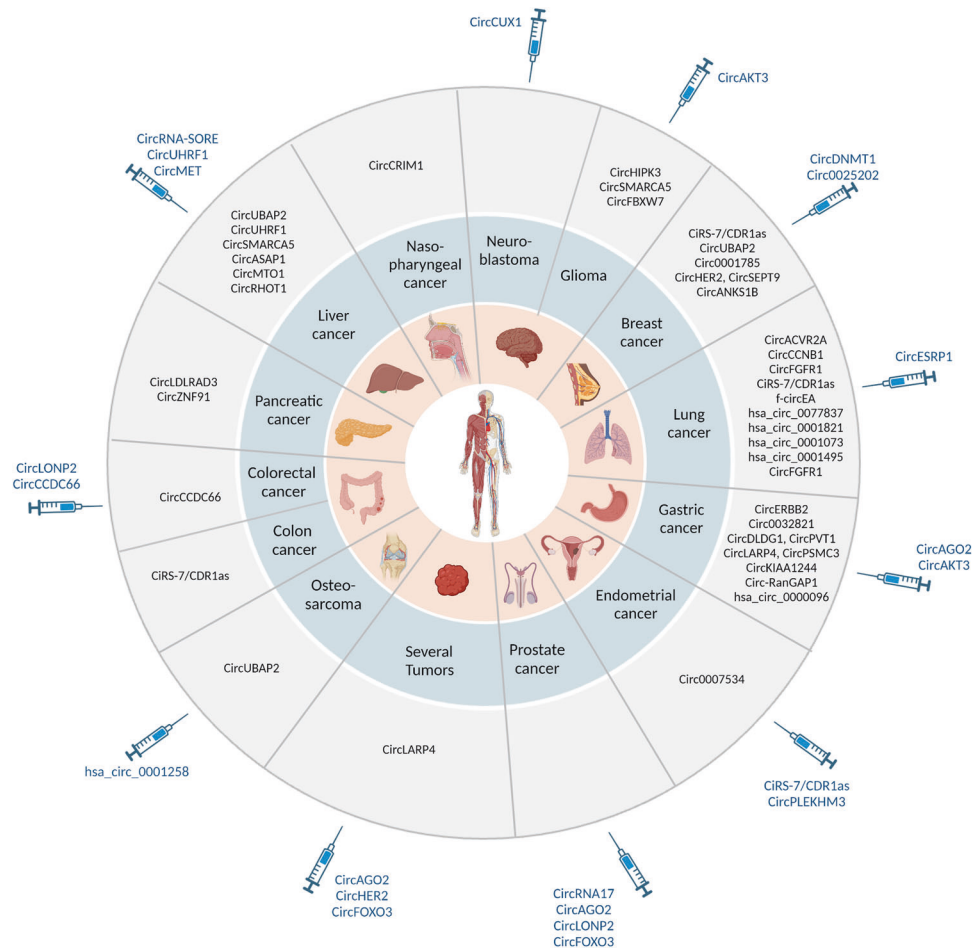 CircCUX1
CircAKT3
CircRNA-SORE
CircUHRF1
CircMET
CircDNMT1
Circ0025202
CircCRIM1
CircHIPK3
CircSMARCA5
CircFBXW7
CircUBAP2
CircUHRF1
CircSMARCA5
CircASAP1
CircMTO1
CircRHOT1
CiRS-7/CDR1as
CircUBAP2
Circ0001785
CircHER2, CircSEPT9
CircANKS1B
Naso-
pharyngeal
cancer
Neuro-
blastoma
Glioma
Liver
cancer
Breast
cancer
CircACVR2A
CircCCNB1
CircFGFR1
CiRS-7/CDR1as
f-circEA
hsa_circ_0077837
hsa_circ_0001821
hsa_circ_0001073
hsa_circ_0001495
CircFGFR1
CircESRP1
CircLDLRAD3
CircZNF91
Pancreatic
cancer
Lung
cancer
CircLONP2
CircCCDC66
CircCCDC66
Colorectal
cancer
Gastric
cancer
CircERBB2
Circ0032821
CircDLDG1, CircPVT1
CircLARP4, CircPSMC3
CircKIAA1244
Circ-RanGAP1
hsa_circ_0000096
CircAGO2
CircAKT3
CiRS-7/CDR1as
Colon
cancer
Osteo-
sarcoma
Endometrial
cancer
Several
Tumors
Prostate
cancer
CircUBAP2
Circ0007534
CircLARP4
hsa_circ_0001258
CiRS-7/CDR1as
CircPLEKHM3
CircAGO2
CircHER2
CircFOXO3
CircRNA17
CircAGO2
CircLONP2
CircFOXO3